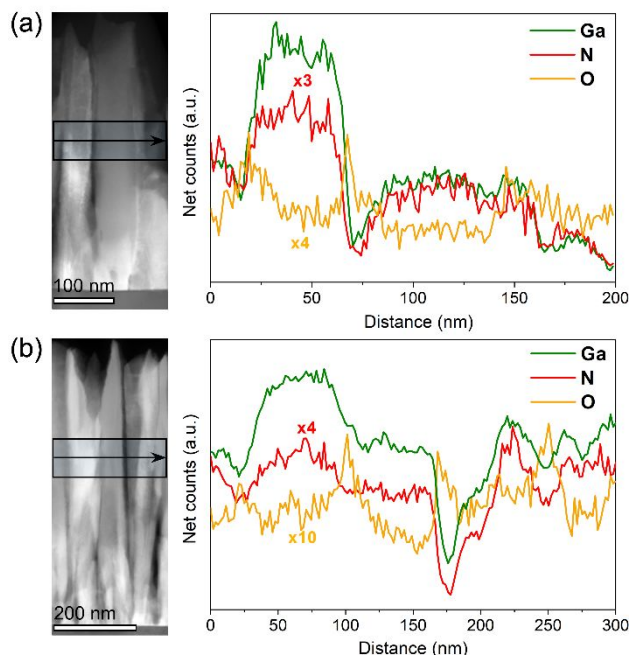 (a)
100 nm
Net counts (a.u.)
Ga
N
O
x3
x4
0 50 100 150 200
Distance (nm)
(b)
200 nm
Net counts (a.u.)
Ga
N
O
x4
x10
0 50 100 150 200 250 300
Distance (nm)